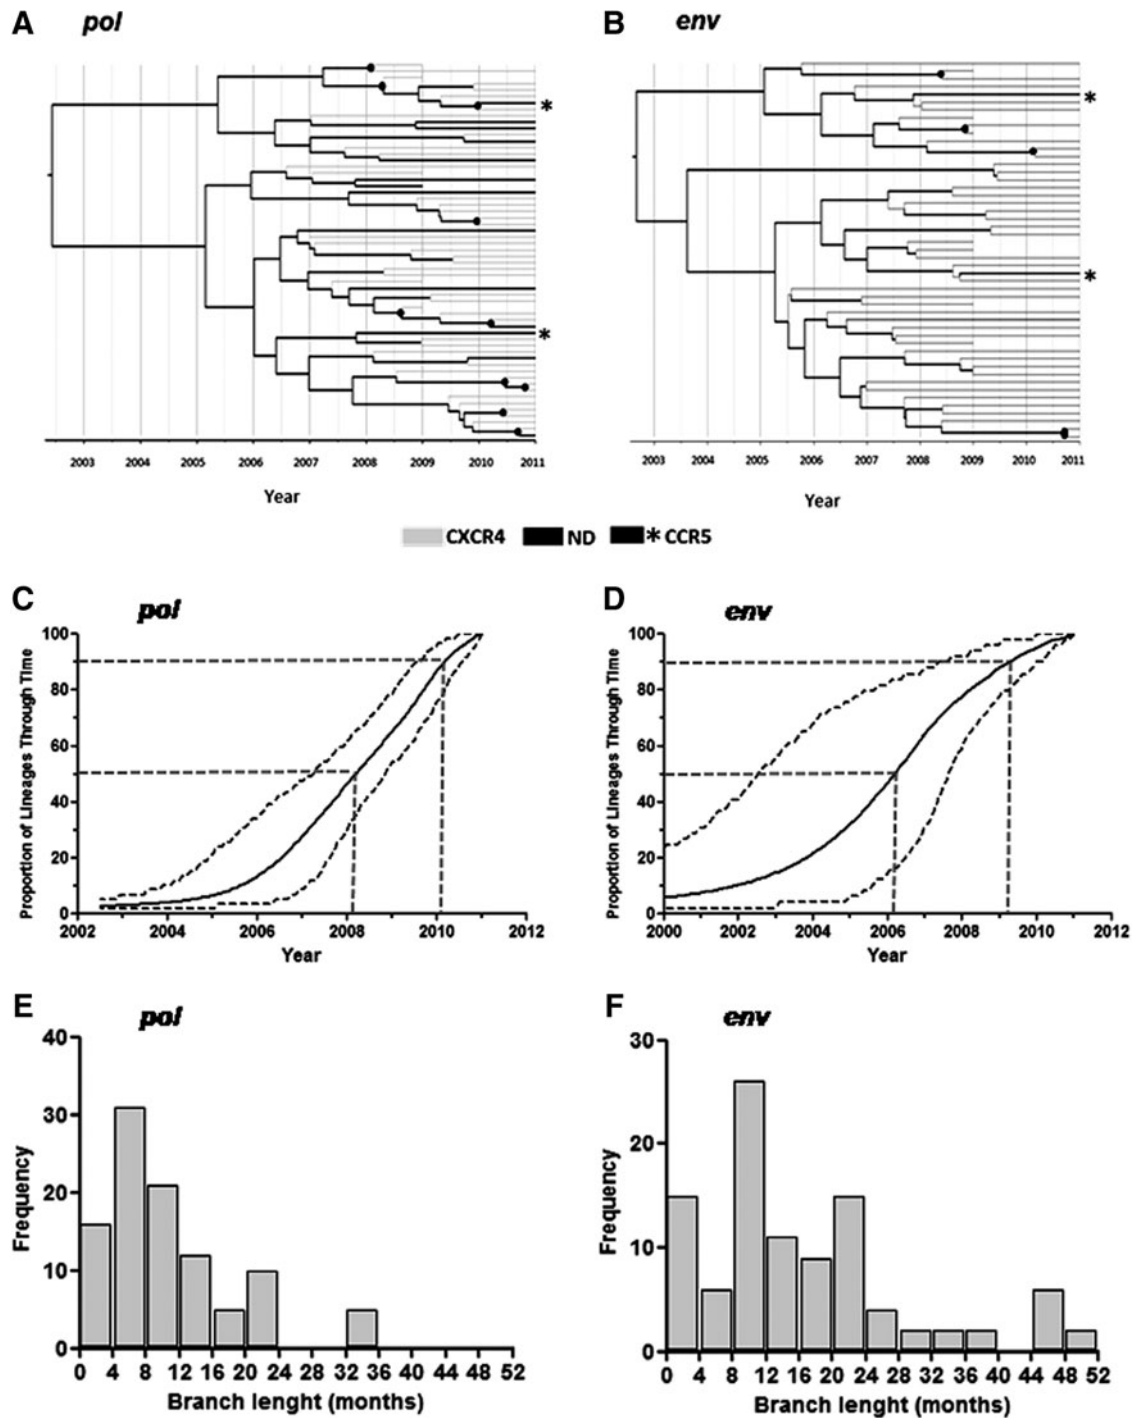 A pol
B env
*
*
*
*
2003 2004 2005 2006 2007 2008 2009 2010 2011
2003 2004 2005 2006 2007 2008 2009 2010 2011
Year
Year
CXCR4 ND * CCR5
C pol
D env
Proportion of Lineages Through Time
100
80
60
40
20
0
2002 2004 2006 2008 2010 2012
Year
Proportion of Lineages Through Time
100
80
60
40
20
0
2000 2002 2004 2006 2008 2010 2012
Year
E pol
F env
Frequency
40
30
20
10
0
0 4 8 12 16 20 24 28 32 36 40 44 48 52
Branch lenght (months)
Frequency
30
20
10
0
0 4 8 12 16 20 24 28 32 36 40 44 48 52
Branch lenght (months)